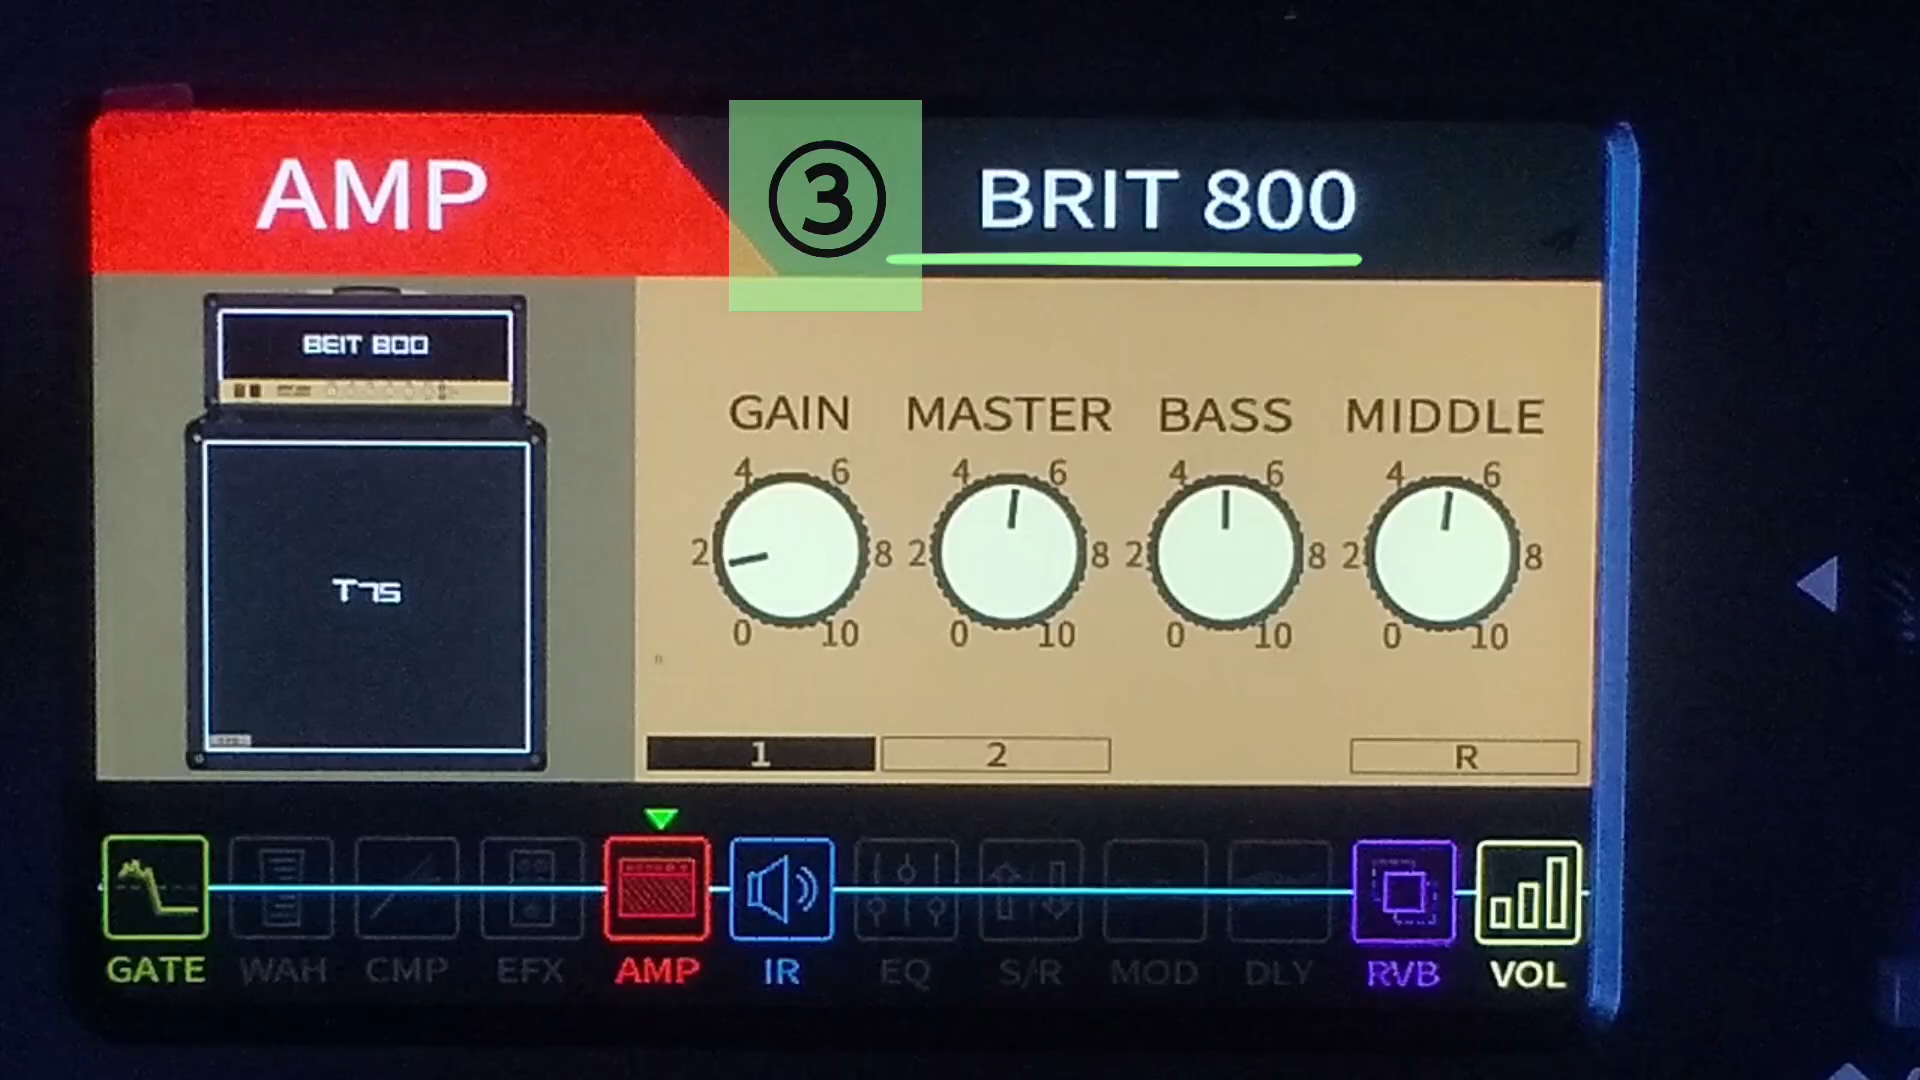 AMP
③
BRIT 800
BEIT 800
T75
GAIN MASTER BASS MIDDLE
4 6 4 6 4 6 4 6
2 8 2 8 2 8 2 8
0 10 0 10 0 10 0 10
1 2 R
GATE WAH CMP EFX AMP IR EQ S/R MOD DLY RVB VOL